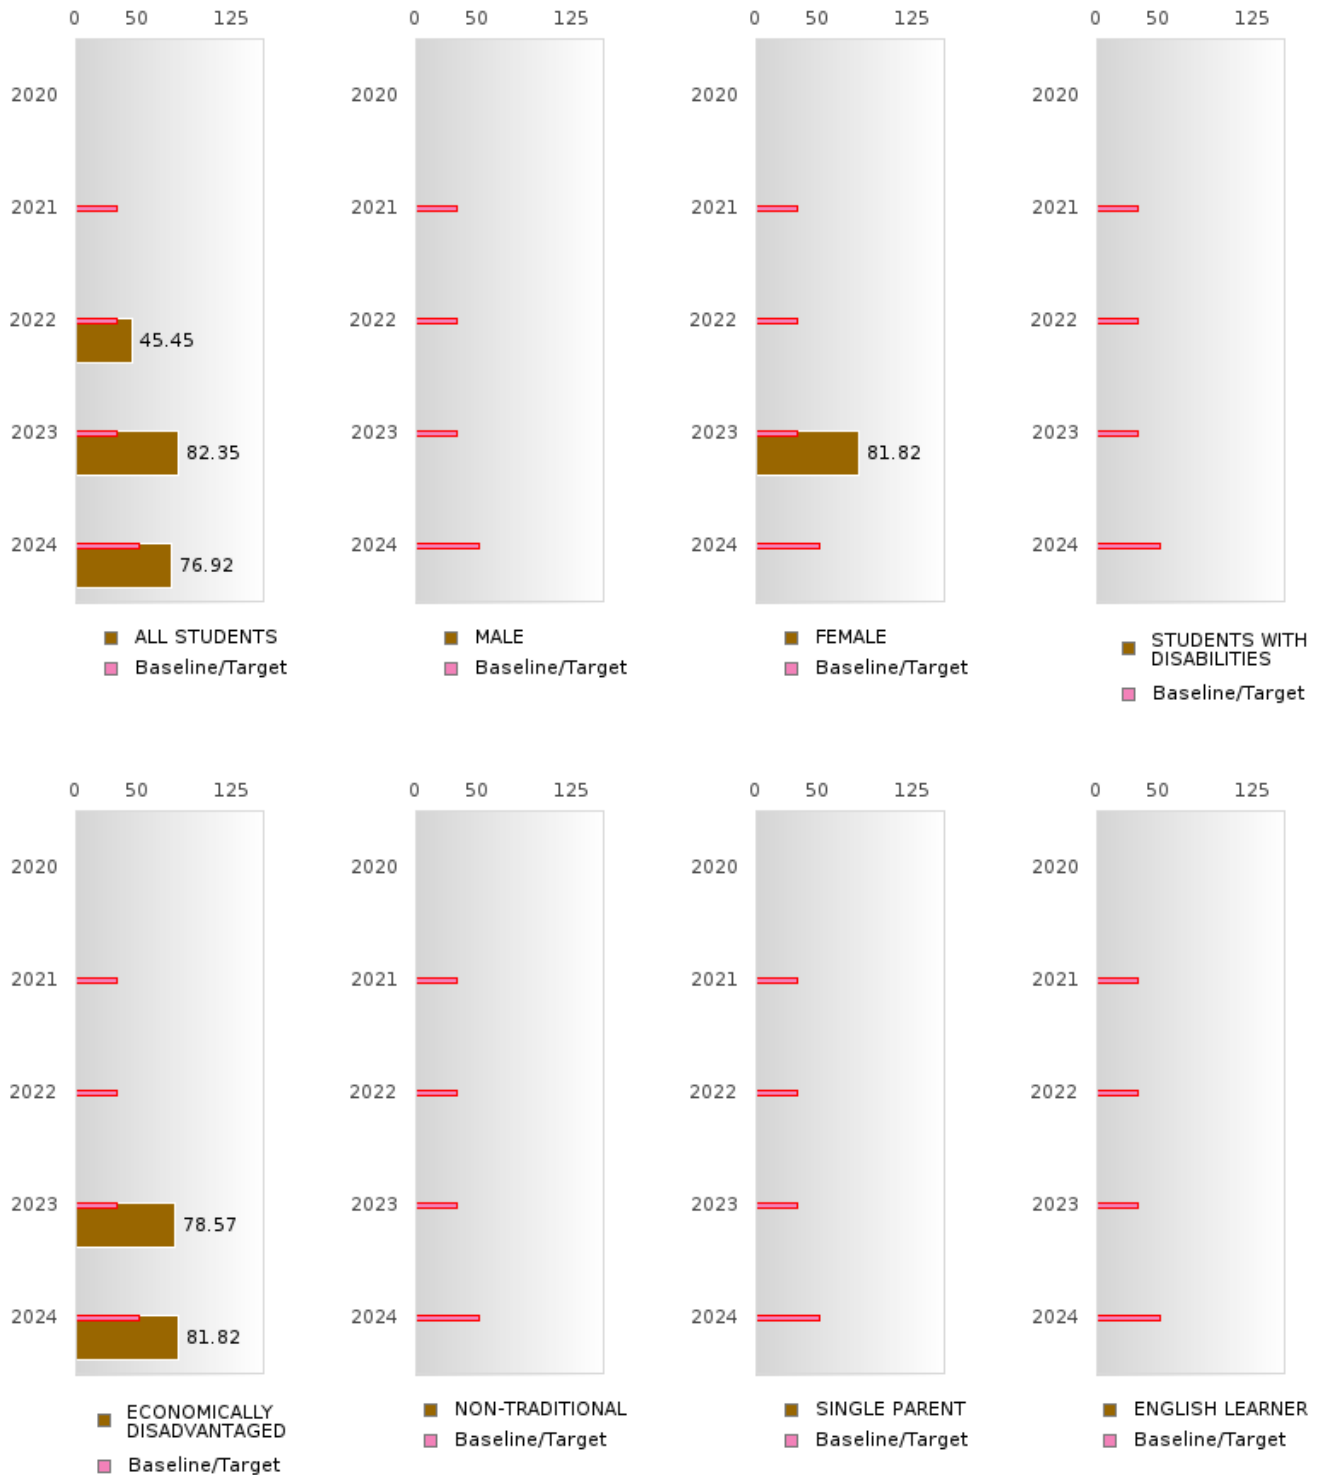 0 50 125 0 50 125 0 50 125 0 50 125
2020 2020 2020 2020
2021 2021 2021 2021
2022 2022 2022 2022
45.45
2023 2023 2023 2023
82.35 81.82
2024 2024 2024 2024
76.92
ALL STUDENTS MALE FEMALE STUDENTS WITH
DISABILITIES
Baseline/Target Baseline/Target Baseline/Target Baseline/Target
0 50 125 0 50 125 0 50 125 0 50 125
2020 2020 2020 2020
2021 2021 2021 2021
2022 2022 2022 2022
2023 2023 2023 2023
78.57
2024 2024 2024 2024
81.82
ECONOMICALLY NON-TRADITIONAL SINGLE PARENT ENGLISH LEARNER
DISADVANTAGED
Baseline/Target Baseline/Target Baseline/Target Baseline/Target